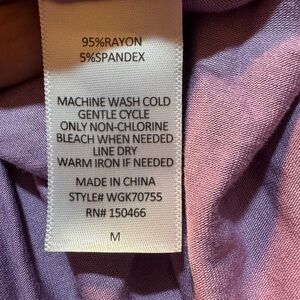 95%RAYON
5%SPANDEX
MACHINE WASH COLD
GENTLE CYCLE
ONLY NON-CHLORINE
BLEACH WHEN NEEDED
LINE DRY
WARM IRON IF NEEDED
MADE IN CHINA
STYLE# WGK70755
RN# 150466
M